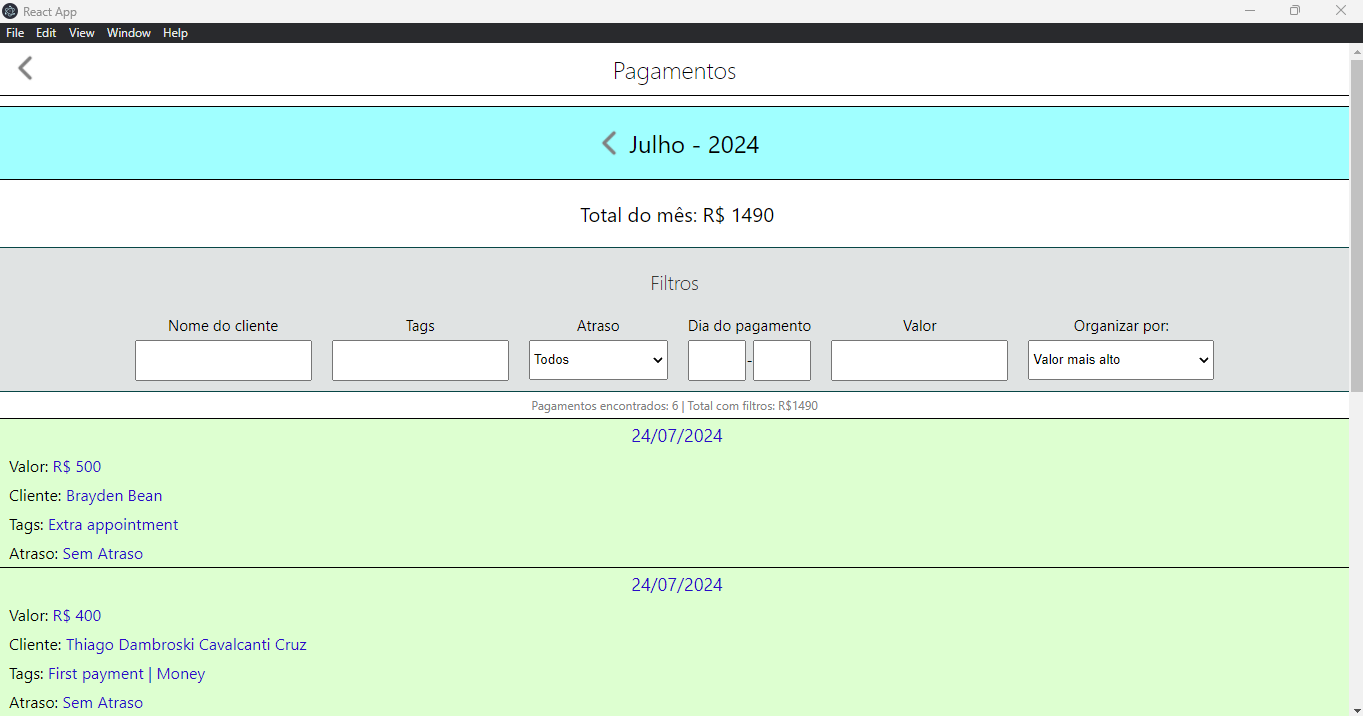 React App
File Edit View Window Help
Pagamentos
Julho - 2024
Total do mês: R$ 1490
Filtros
Nome do cliente Tags Atraso Dia do pagamento Valor Organizar por:
Todos - Valor mais alto
Pagamentos encontrados: 6 | Total com filtros: R$1490
24/07/2024
Valor: R$ 500
Cliente: Brayden Bean
Tags: Extra appointment
Atraso: Sem Atraso
24/07/2024
Valor: R$ 400
Cliente: Thiago Dambroski Cavalcanti Cruz
Tags: First payment | Money
Atraso: Sem Atraso